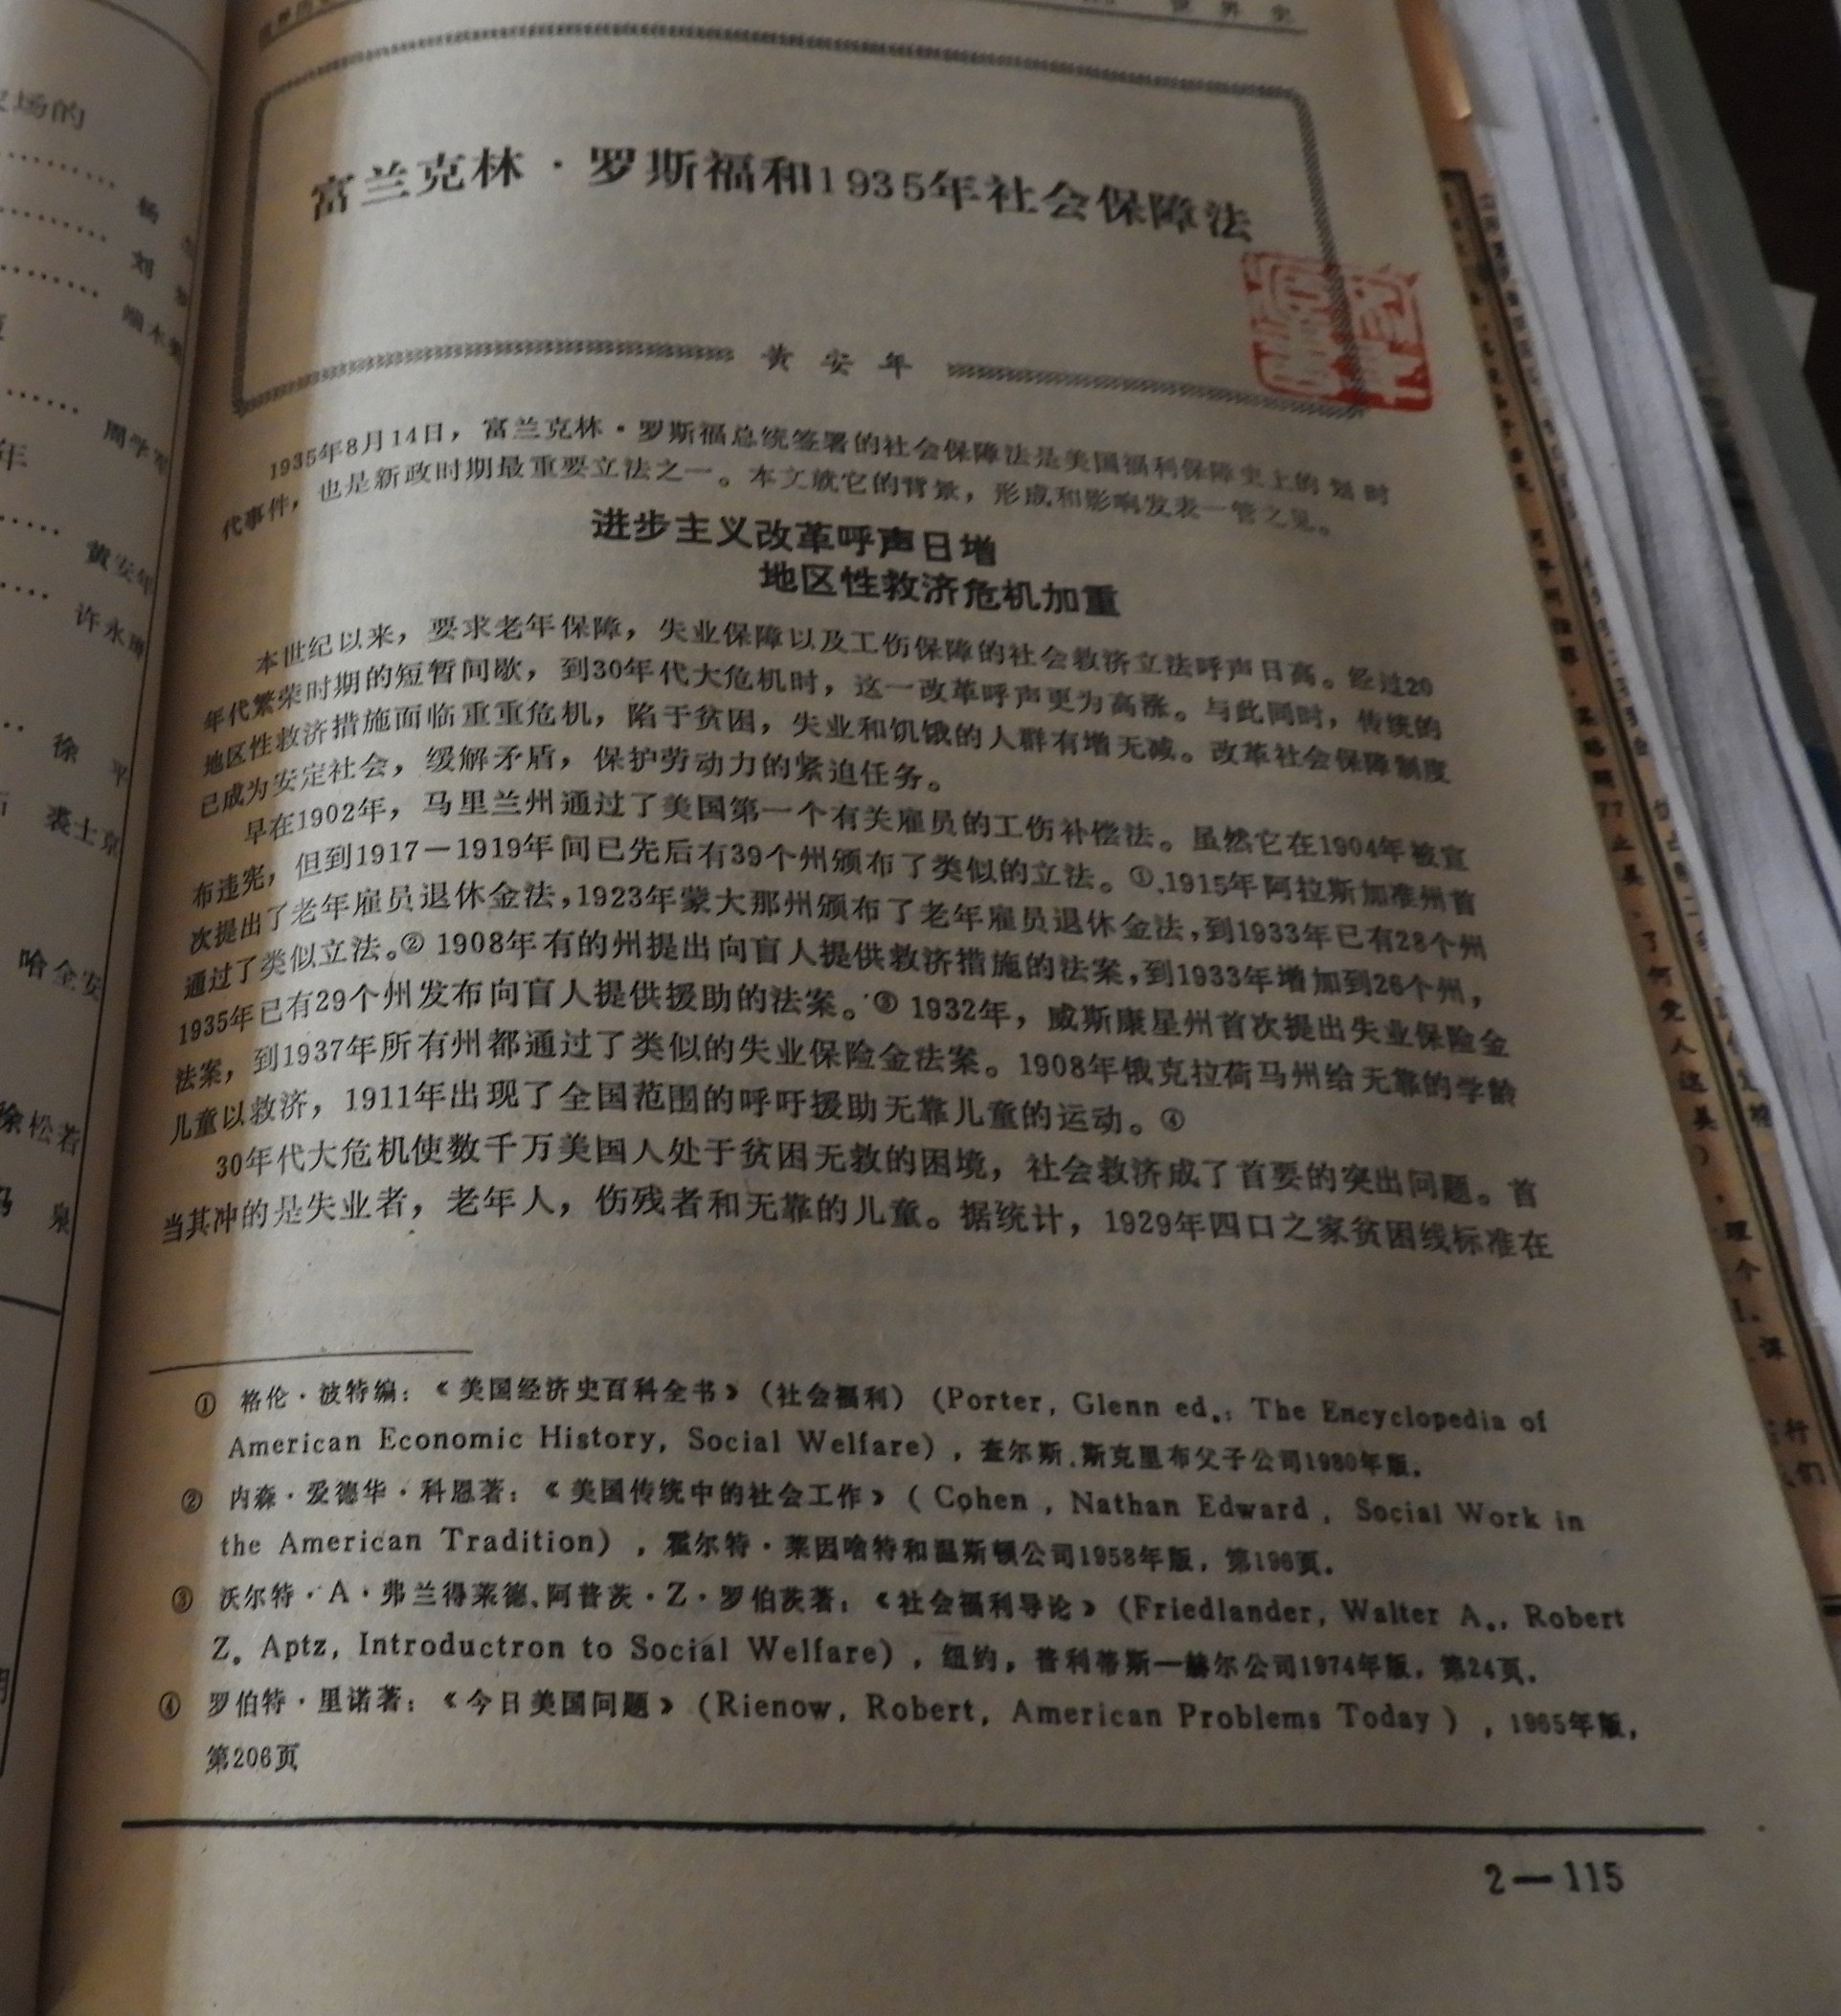 世界史
富兰克林·罗斯福和1935年社会保障法
黄安年
1935年8月14日，富兰克林·罗斯福总统签署的社会保障法是美国福利保障史上的划时
代事件，也是新政时期最重要立法之一。本文就它的背景，形成和影响发表一管之见。
进步主义改革呼声日增
地区性救济危机加重
本世纪以来，要求老年保障，失业保障以及工伤保障的社会救济立法呼声日高。经过20
年代繁荣时期的短暂间歇，到30年代大危机时，这一改革呼声更为高涨。与此同时，传统的
地区性救济措施面临重重危机，陷于贫困，失业和饥饿的人群有增无减。改革社会保障制度
已成为安定社会，缓解矛盾，保护劳动力的紧迫任务。
早在1902年，马里兰州通过了美国第一个有关雇员的工伤补偿法。虽然它在1904年被宣
布违宪，但到1917—1919年间已先后有39个州颁布了类似的立法。①1915年阿拉斯加准州首
次提出了老年雇员退休金法，1923年蒙大那州颁布了老年雇员退休金法，到1933年已有28个州
通过了类似立法。②1908年有的州提出向盲人提供救济措施的法案，到1933年增加到26个州，
1935年已有29个州发布向盲人提供援助的法案。③1932年，威斯康星州首次提出失业保险金
法案，到1937年所有州都通过了类似的失业保险金法案。1908年俄克拉荷马州给无靠的学龄
儿童以救济，1911年出现了全国范围的呼吁援助无靠儿童的运动。④
30年代大危机使数千万美国人处于贫困无救的困境，社会救济成了首要的突出问题。首
当其冲的是失业者，老年人，伤残者和无靠的儿童。据统计，1929年四口之家贫困线标准在
① 格伦·波特编：《美国经济史百科全书》（社会福利）(Porter, Glenn ed.: The Encyclopedia of
American Economic History, Social Welfare)，查尔斯.斯克里布父子公司1980年版。
② 内森·爱德华·科恩著：《美国传统中的社会工作》(Cohen, Nathan Edward, Social Work in
the American Tradition)，霍尔特·莱因哈特和温斯顿公司1958年版，第196页。
③ 沃尔特·A·弗兰得莱德、阿普茨·Z·罗伯茨著：《社会福利导论》(Friedlander, Walter A., Robert
Z. Aptz, Introductron to Social Welfare)，纽约，普利蒂斯—赫尔公司1974年版，第24页。
④ 罗伯特·里诺著：《今日美国问题》(Rienow, Robert, American Problems Today)，1965年版，
第206页
2—115
场的
杨
刘
周学军
年
黄安年
许永
徐 平
裘士京
哈全安
徐松若
泉